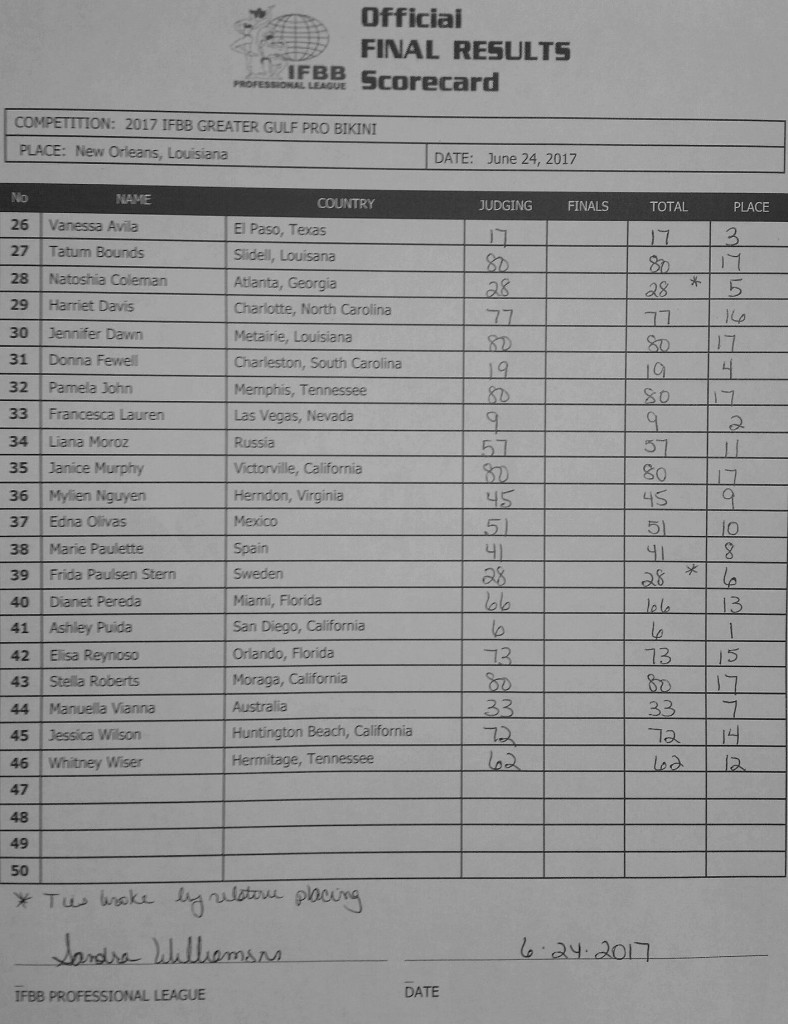 Official
FINAL RESULTS
IFBB
PROFESSIONAL LEAGUE
Scorecard
COMPETITION: 2017 IFBB GREATER GULF PRO BIKINI
PLACE: New Orleans, Louisiana DATE: June 24, 2017
No NAME COUNTRY JUDGING FINALS TOTAL PLACE
26 Vanessa Avila El Paso, Texas 17 17 3
27 Tatum Bounds Slidell, Louisana 80 80 17
28 Natoshia Coleman Atlanta, Georgia 28 28 * 5
29 Harriet Davis Charlotte, North Carolina 77 77 16
30 Jennifer Dawn Metairie, Louisiana 80 80 17
31 Donna Fewell Charleston, South Carolina 19 19 4
32 Pamela John Memphis, Tennessee 80 80 17
33 Francesca Lauren Las Vegas, Nevada 9 9 2
34 Liana Moroz Russia 57 57 11
35 Janice Murphy Victorville, California 80 80 17
36 Mylien Nguyen Herndon, Virginia 45 45 9
37 Edna Olivas Mexico 51 51 10
38 Marie Paulette Spain 41 41 8
39 Frida Paulsen Stern Sweden 28 28 * 6
40 Dianet Pereda Miami, Florida 66 66 13
41 Ashley Puida San Diego, California 6 6 1
42 Elisa Reynoso Orlando, Florida 73 73 15
43 Stella Roberts Moraga, California 80 80 17
44 Manuella Vianna Australia 33 33 7
45 Jessica Wilson Huntington Beach, California 72 72 14
46 Whitney Wiser Hermitage, Tennessee 62 62 12
47
48
49
50
* Ties broke by relative placing
Sandra Williamson 6·24·2017
IFBB PROFESSIONAL LEAGUE DATE